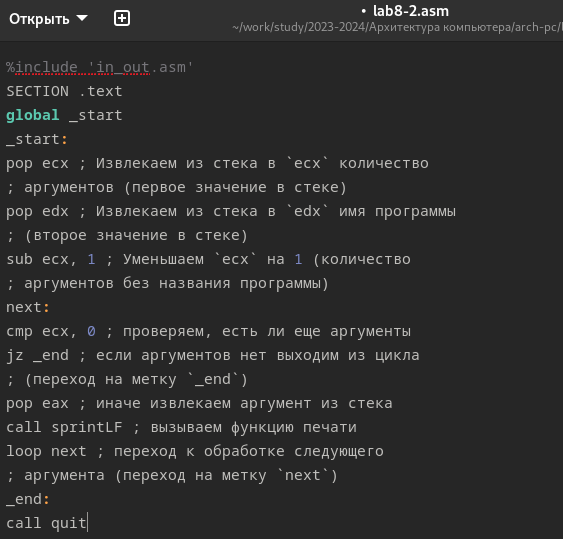 Открыть
• lab8-2.asm
~/work/study/2023-2024/Архитектура компьютера/arch-pc/
%include 'in_out.asm'
SECTION .text
global _start
_start:
pop ecx ; Извлекаем из стека в `ecx` количество
; аргументов (первое значение в стеке)
pop edx ; Извлекаем из стека в `edx` имя программы
; (второе значение в стеке)
sub ecx, 1 ; Уменьшаем `ecx` на 1 (количество
; аргументов без названия программы)
next:
cmp ecx, 0 ; проверяем, есть ли еще аргументы
jz _end ; если аргументов нет выходим из цикла
; (переход на метку `_end`)
pop eax ; иначе извлекаем аргумент из стека
call sprintLF ; вызываем функцию печати
loop next ; переход к обработке следующего
; аргумента (переход на метку `next`)
_end:
call quit